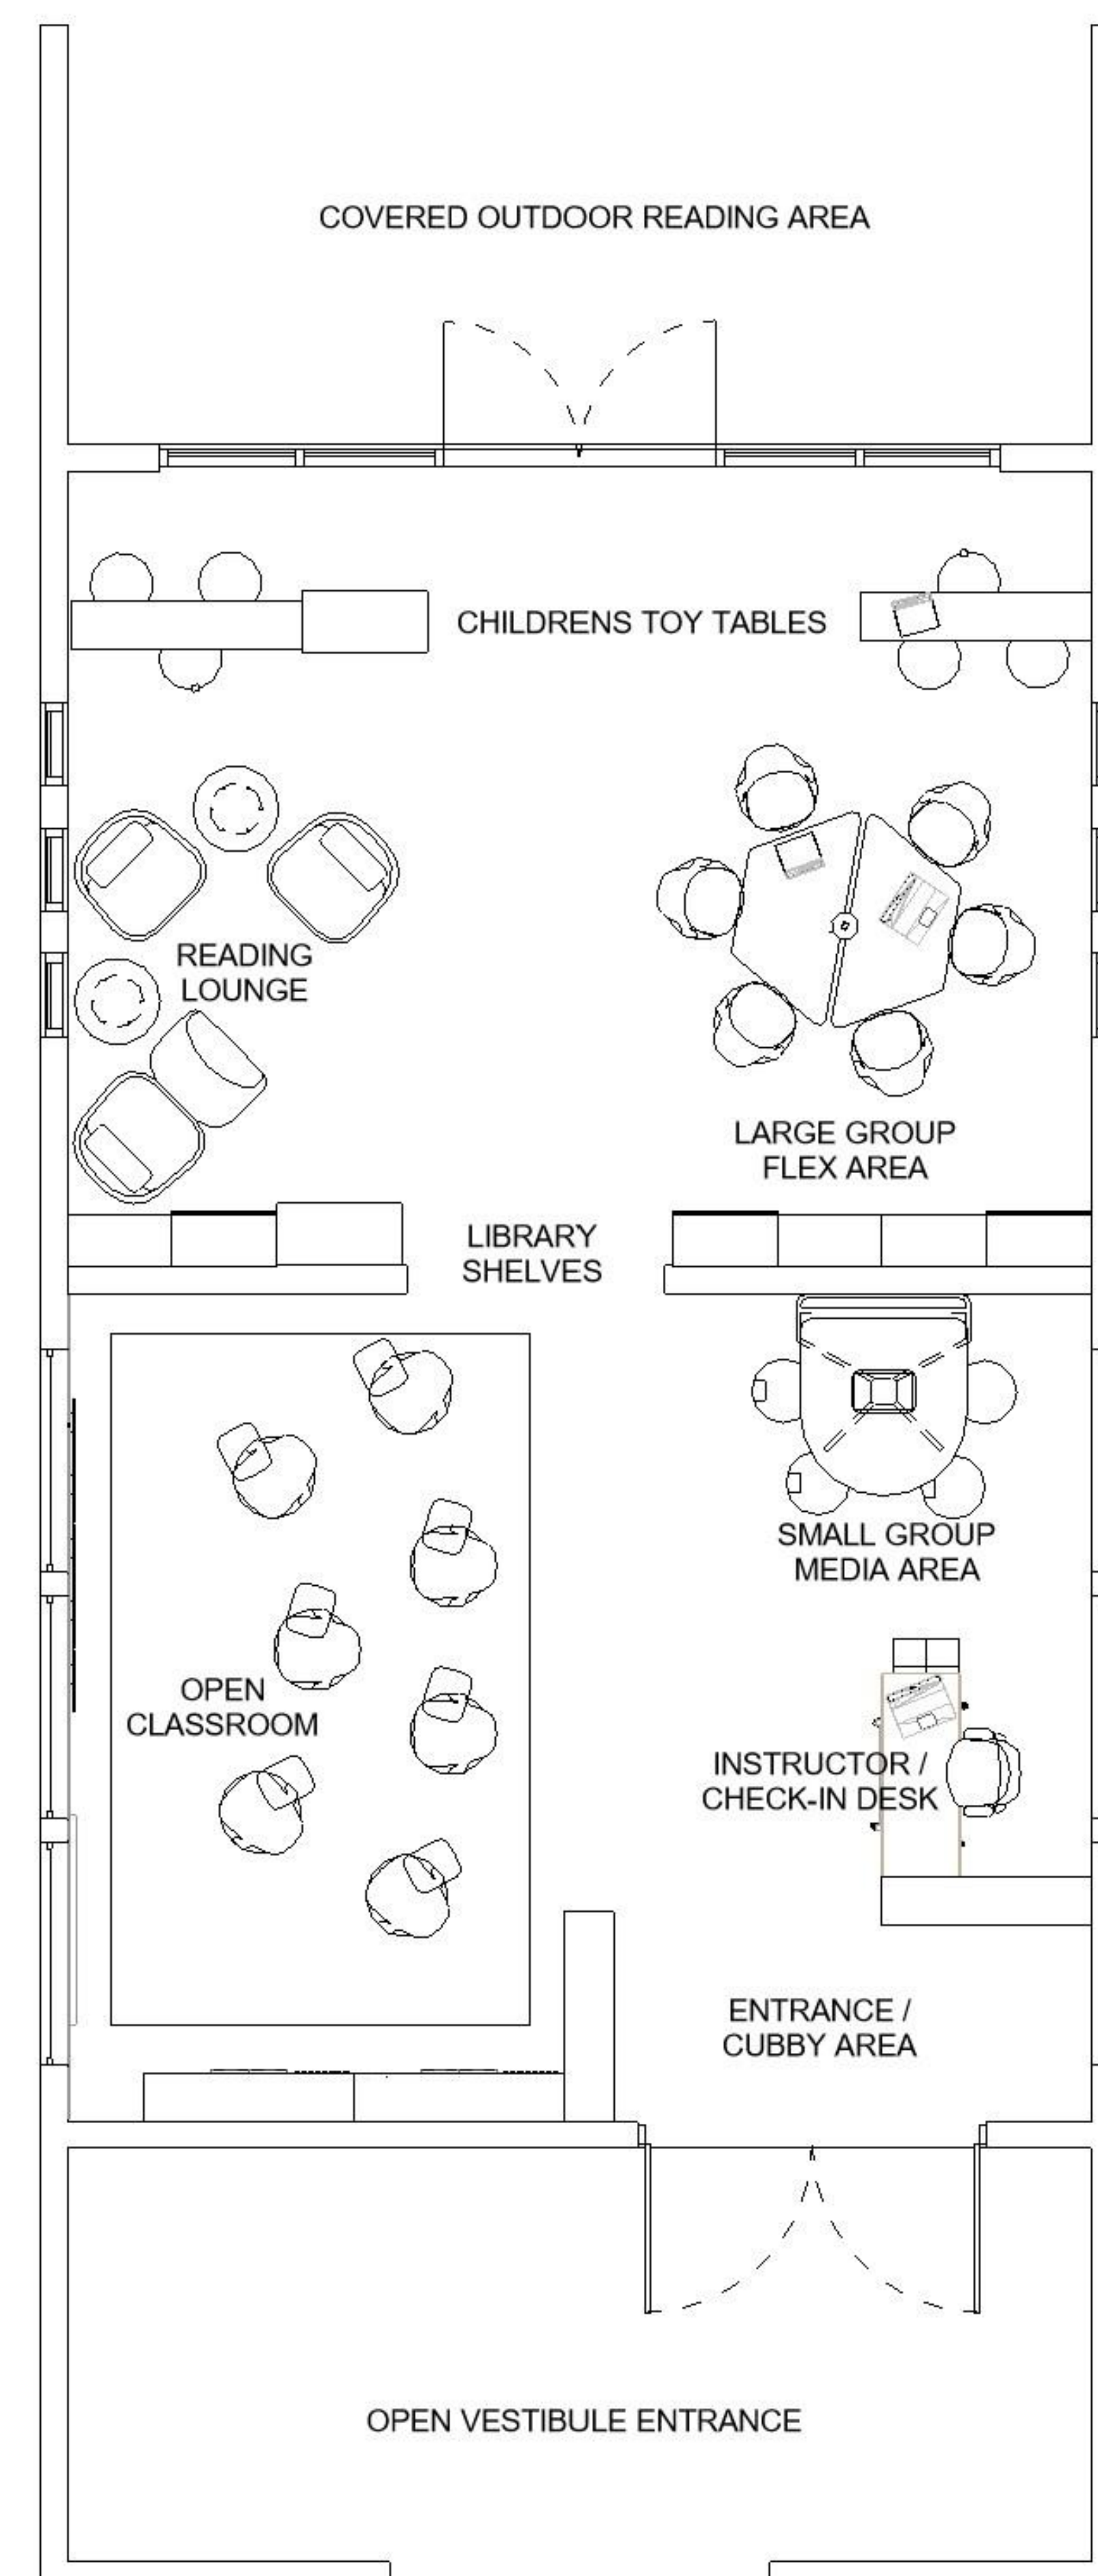 COVERED OUTDOOR READING AREA
CHILDRENS TOY TABLES
READING
LOUNGE
LARGE GROUP
FLEX AREA
LIBRARY
SHELVES
SMALL GROUP
MEDIA AREA
OPEN
CLASSROOM
INSTRUCTOR /
CHECK-IN DESK
ENTRANCE /
CUBBY AREA
OPEN VESTIBULE ENTRANCE